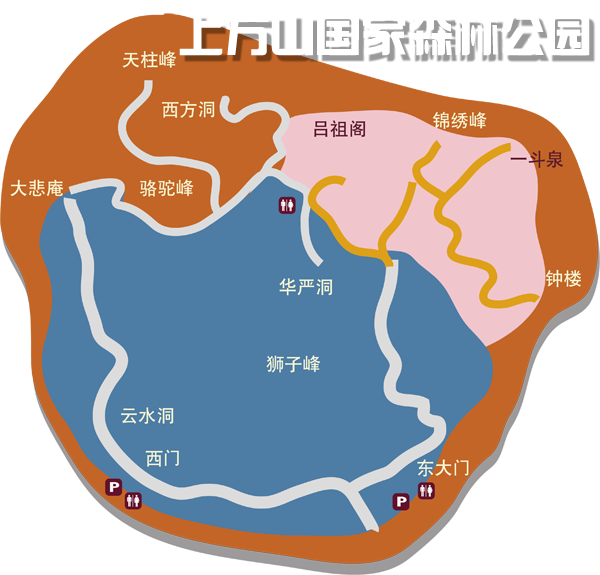 上方山国家森林公园
天柱峰
西方洞
吕祖阁
锦绣峰
一斗泉
大悲庵
骆驼峰
钟楼
华严洞
狮子峰
云水洞
西门
东大门
P
P